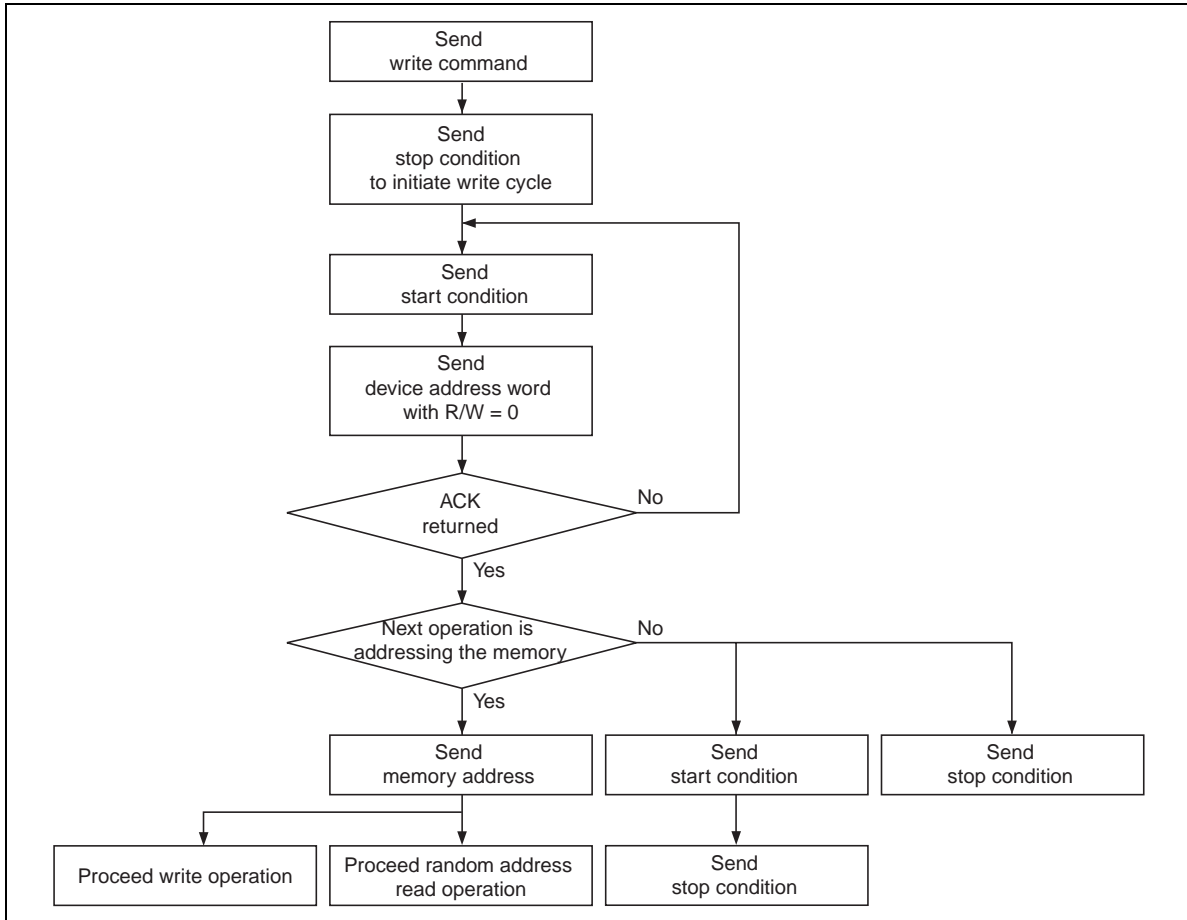 Send
write command
Send
stop condition
to initiate write cycle
Send
start condition
Send
device address word
with R/W = 0
ACK
returned
No
Yes
Next operation is
addressing the memory
No
Yes
Send
memory address
Send
start condition
Send
stop condition
Proceed write operation
Proceed random address
read operation
Send
stop condition